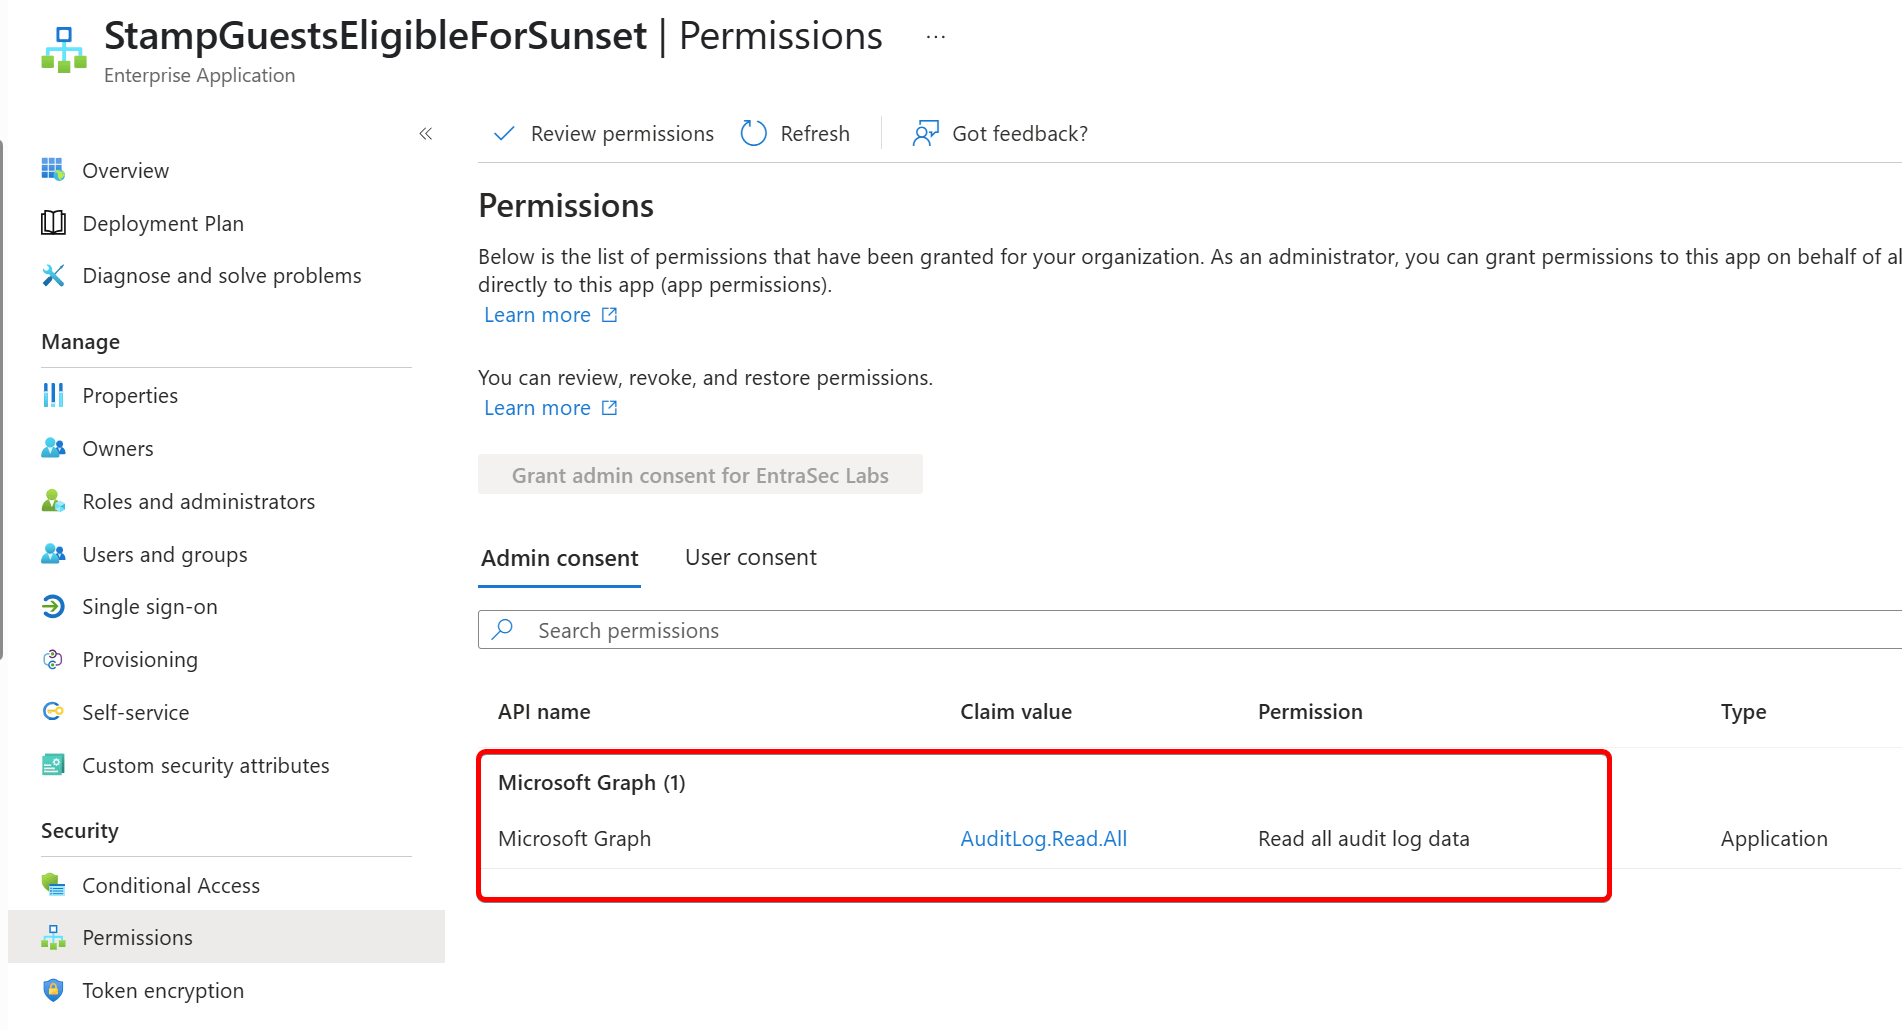 StampGuestsEligibleForSunset | Permissions ...
Enterprise Application
«
Overview
Deployment Plan
Diagnose and solve problems
Manage
Properties
Owners
Roles and administrators
Users and groups
Single sign-on
Provisioning
Self-service
Custom security attributes
Security
Conditional Access
Permissions
Token encryption
Review permissions Refresh Got feedback?
Permissions
Below is the list of permissions that have been granted for your organization. As an administrator, you can grant permissions to this app on behalf of al
directly to this app (app permissions).
Learn more
You can review, revoke, and restore permissions.
Learn more
Grant admin consent for EntraSec Labs
Admin consent User consent
Search permissions
API name Claim value Permission Type
Microsoft Graph (1)
Microsoft Graph AuditLog.Read.All Read all audit log data Application